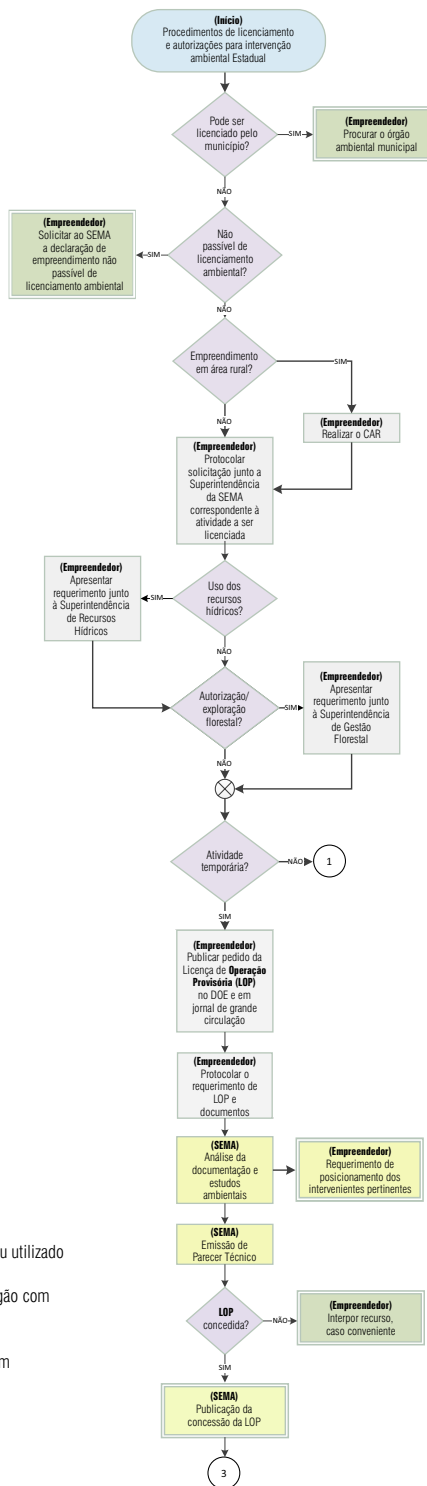 (Início)
Procedimentos de licenciamento
e autorizações para intervenção
ambiental Estadual
Pode ser
licenciado pelo
município?
SIM
(Empreendedor)
Procurar o órgão
ambiental municipal
NÃO
Não
passível de
licenciamento
ambiental?
SIM
(Empreendedor)
Solicitar ao SEMA
a declaração de
empreendimento não
passível de
licenciamento ambiental
NÃO
Empreendimento
em área rural?
SIM
(Empreendedor)
Realizar o CAR
NÃO
(Empreendedor)
Protocolar
solicitação junto a
Superintendência
da SEMA
correspondente à
atividade a ser
licenciada
Uso dos
recursos
hídricos?
SIM
(Empreendedor)
Apresentar
requerimento junto
à Superintendência
de Recursos
Hídricos
NÃO
Autorização/
exploração
florestal?
SIM
(Empreendedor)
Apresentar
requerimento junto
à Superintendência
de Gestão
Florestal
NÃO
Atividade
temporária?
NÃO
1
SIM
(Empreendedor)
Publicar pedido da
Licença de Operação
Provisória (LOP)
no DOE e em
jornal de grande
circulação
(Empreendedor)
Protocolar o
requerimento de
LOP e
documentos
(SEMA)
Análise da
documentação e
estudos
ambientais
(Empreendedor)
Requerimento de
posicionamento dos
intervenientes pertinentes
(SEMA)
Emissão de
Parecer Técnico
LOP
concedida?
NÃO
(Empreendedor)
Interpor recurso,
caso conveniente
SIM
(SEMA)
Publicação da
concessão da LOP
3
u utilizado
gão com
m